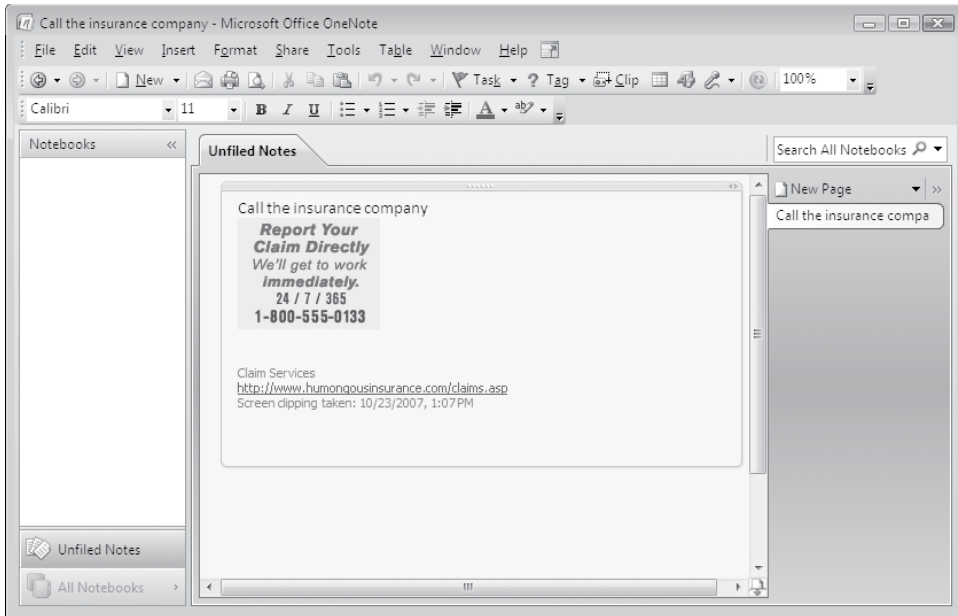 Call the insurance company - Microsoft Office OneNote
File Edit View Insert Format Share Tools Table Window Help
New Task ? Tag Clip 100%
Calibri 11 B I U A ab
Notebooks «
Unfiled Notes
Search All Notebooks
New Page »
Call the insurance compa
Call the insurance company
Report Your
Claim Directly
We'll get to work
immediately.
24 / 7 / 365
1-800-555-0133
Claim Services
http://www.humongousinsurance.com/claims.asp
Screen clipping taken: 10/23/2007, 1:07 PM
Unfiled Notes
All Notebooks